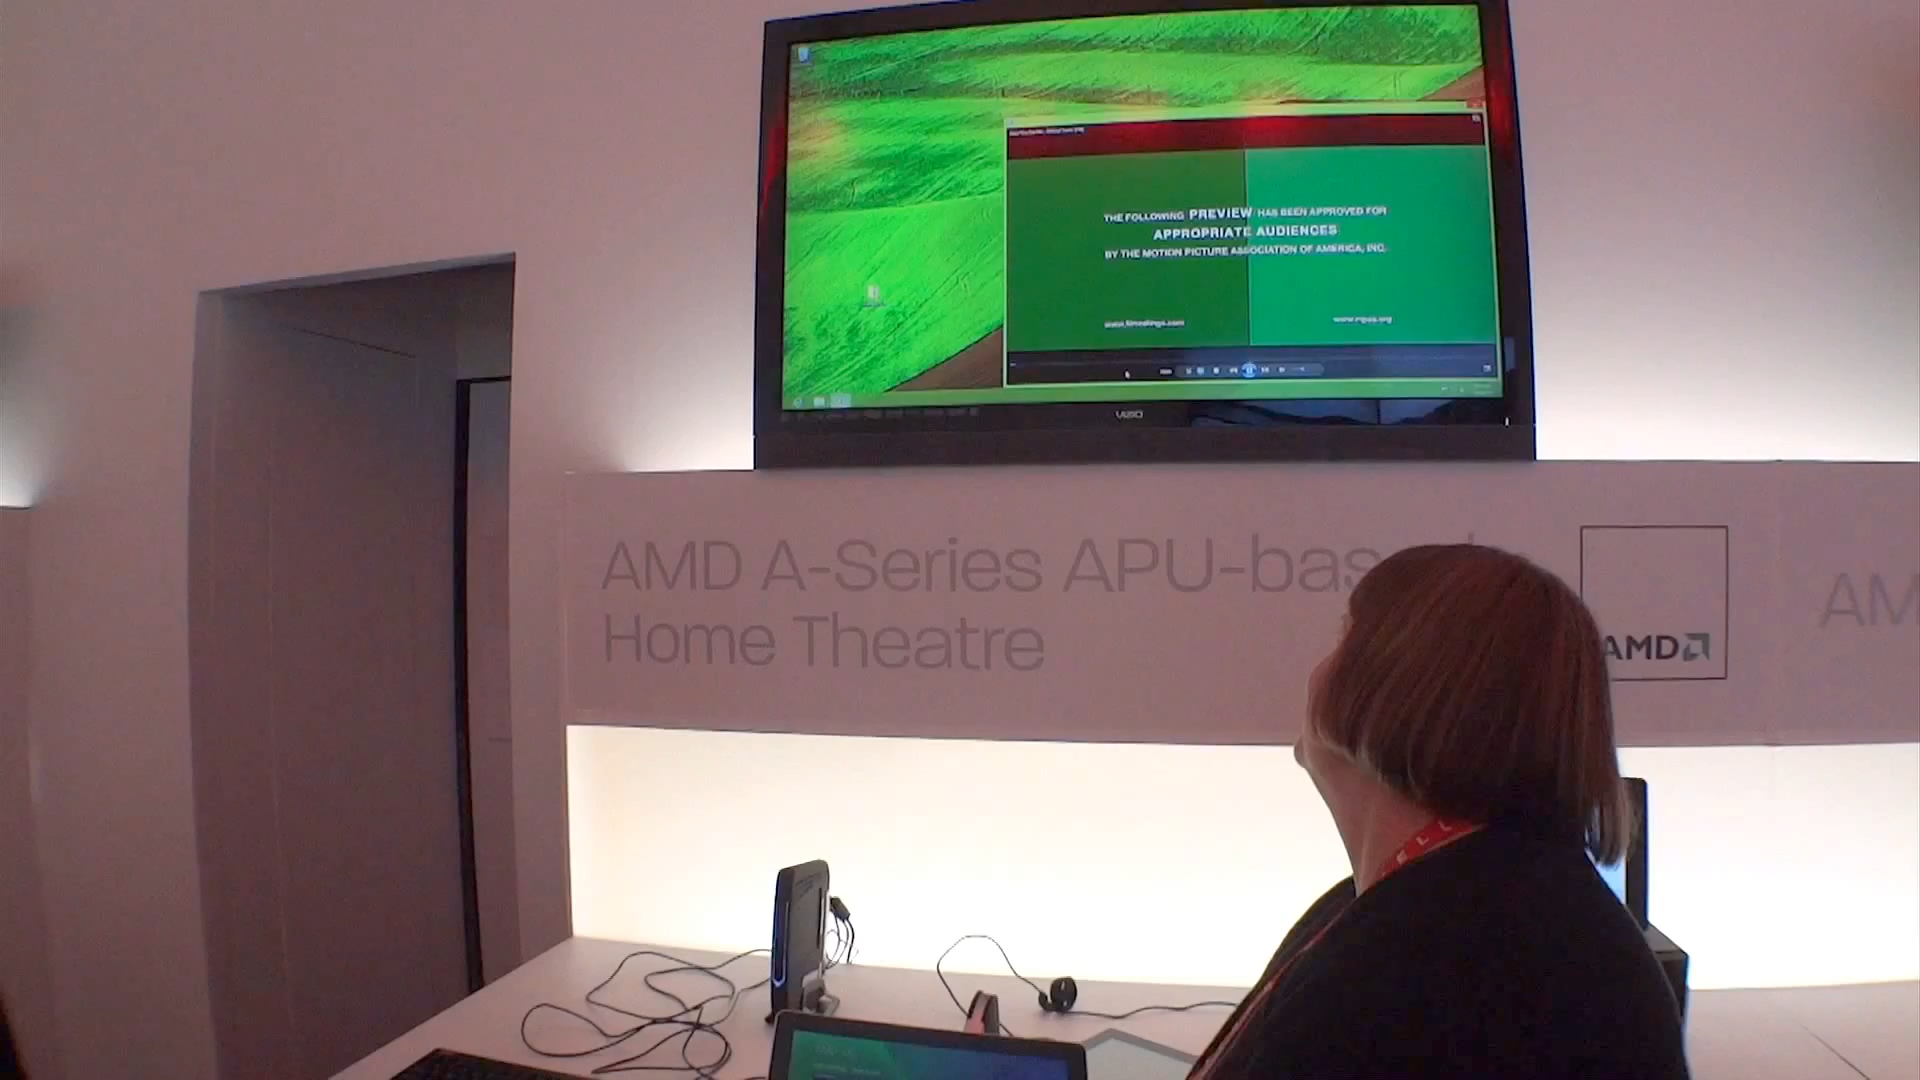 THE FOLLOWING PREVIEW HAS BEEN APPROVED FOR
APPROPRIATE AUDIENCES
BY THE MOTION PICTURE ASSOCIATION OF AMERICA, INC.
www.filmratings.com
www.mpaa.org
VIZIO
AMD A-Series APU-bas
Home Theatre
AMD
AM